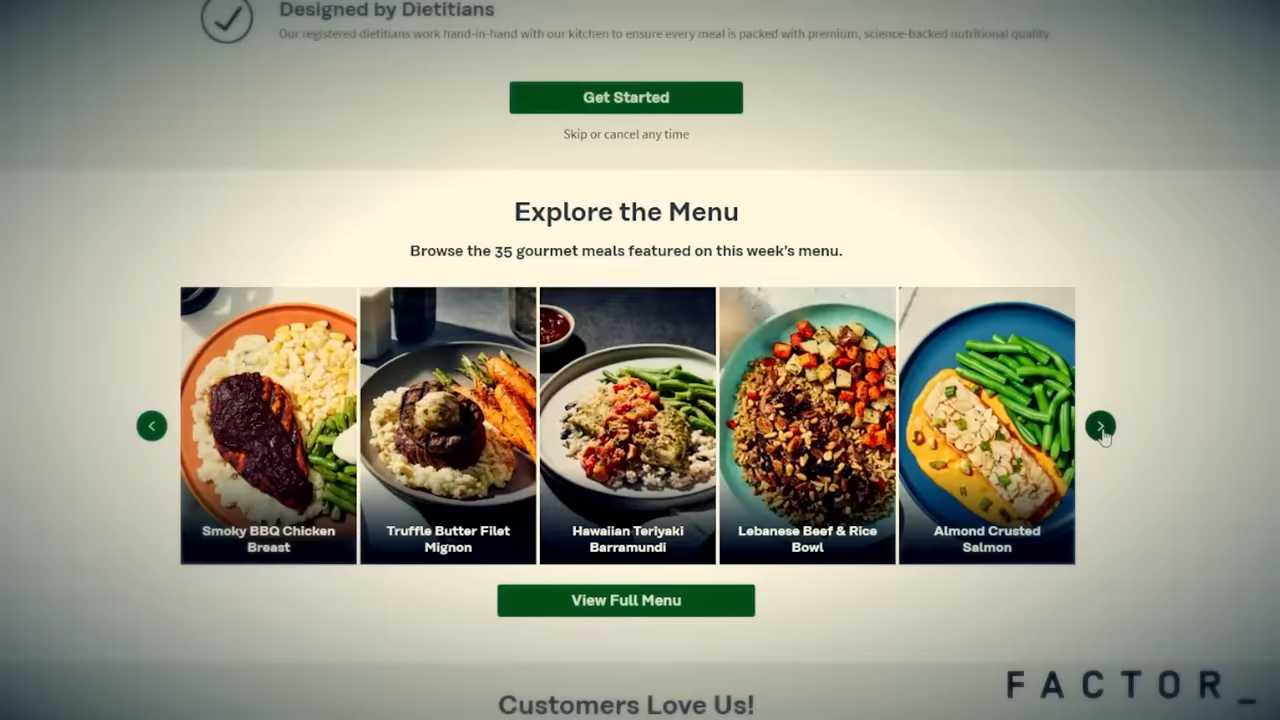 Designed by Dietitians
Our registered dietitians work hand-in-hand with our kitchen to ensure every meal is packed with premium, science-backed nutritional quality.
Get Started
Skip or cancel any time
Explore the Menu
Browse the 35 gourmet meals featured on this week's menu.
Smoky BBQ Chicken
Breast
Truffle Butter Filet
Mignon
Hawaiian Teriyaki
Barramundi
Lebanese Beef & Rice
Bowl
Almond Crusted
Salmon
View Full Menu
Customers Love Us!
FACTOR_